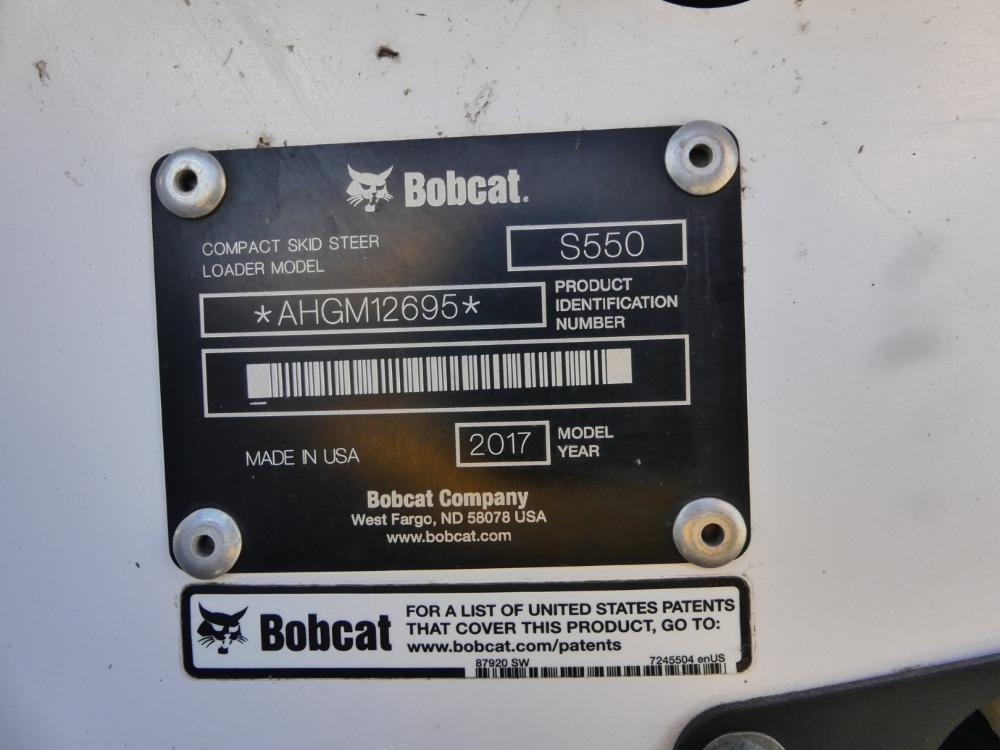 Bobcat.
COMPACT SKID STEER
LOADER MODEL
S550
*AHGM12695*
PRODUCT
IDENTIFICATION
NUMBER
MADE IN USA
2017
MODEL
YEAR
Bobcat Company
West Fargo, ND 58078 USA
www.bobcat.com
Bobcat
FOR A LIST OF UNITED STATES PATENTS
THAT COVER THIS PRODUCT, GO TO:
www.bobcat.com/patents
87920 SW 7245504 enUS